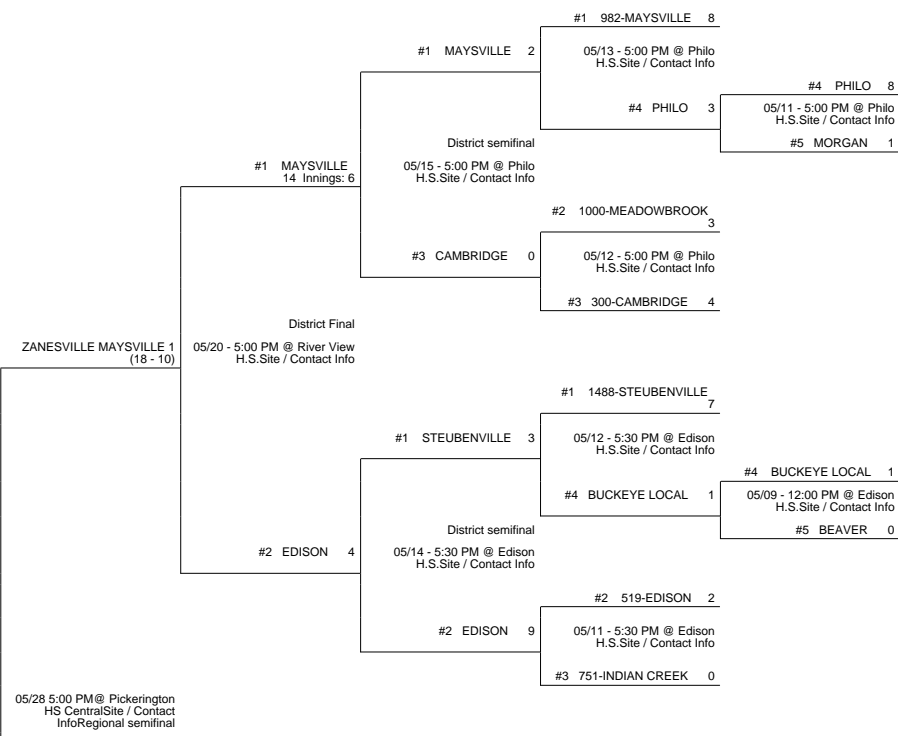 #1 982-MAYSVILLE 8
#1 MAYSVILLE 2
05/13 - 5:00 PM @ Philo
H.S.Site / Contact Info
#4 PHILO 8
#4 PHILO 3
05/11 - 5:00 PM @ Philo
H.S.Site / Contact Info
District semifinal
#5 MORGAN 1
#1 MAYSVILLE
14 Innings: 6
05/15 - 5:00 PM @ Philo
H.S.Site / Contact Info
#2 1000-MEADOWBROOK
3
#3 CAMBRIDGE 0
05/12 - 5:00 PM @ Philo
H.S.Site / Contact Info
#3 300-CAMBRIDGE 4
District Final
ZANESVILLE MAYSVILLE 1
(18 - 10)
05/20 - 5:00 PM @ River View
H.S.Site / Contact Info
#1 1488-STEUBENVILLE
7
#1 STEUBENVILLE 3
05/12 - 5:30 PM @ Edison
H.S.Site / Contact Info
#4 BUCKEYE LOCAL 1
#4 BUCKEYE LOCAL 1
05/09 - 12:00 PM @ Edison
H.S.Site / Contact Info
District semifinal
#5 BEAVER 0
#2 EDISON 4
05/14 - 5:30 PM @ Edison
H.S.Site / Contact Info
#2 519-EDISON 2
#2 EDISON 9
05/11 - 5:30 PM @ Edison
H.S.Site / Contact Info
#3 751-INDIAN CREEK 0
05/28 5:00 PM@ Pickerington
HS CentralSite / Contact
InfoRegional semifinal